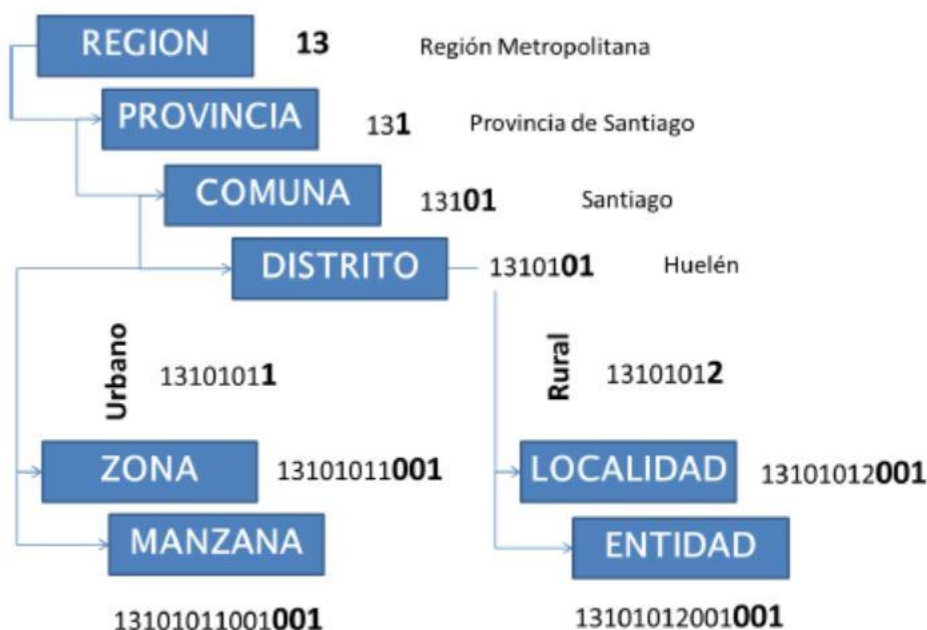 REGION 13 Región Metropolitana
PROVINCIA 131 Provincia de Santiago
COMUNA 13101 Santiago
DISTRITO 1310101 Huelén
Urbano 13101011
Rural 13101012
ZONA 13101011001
LOCALIDAD 13101012001
MANZANA
ENTIDAD
13101011001001
13101012001001